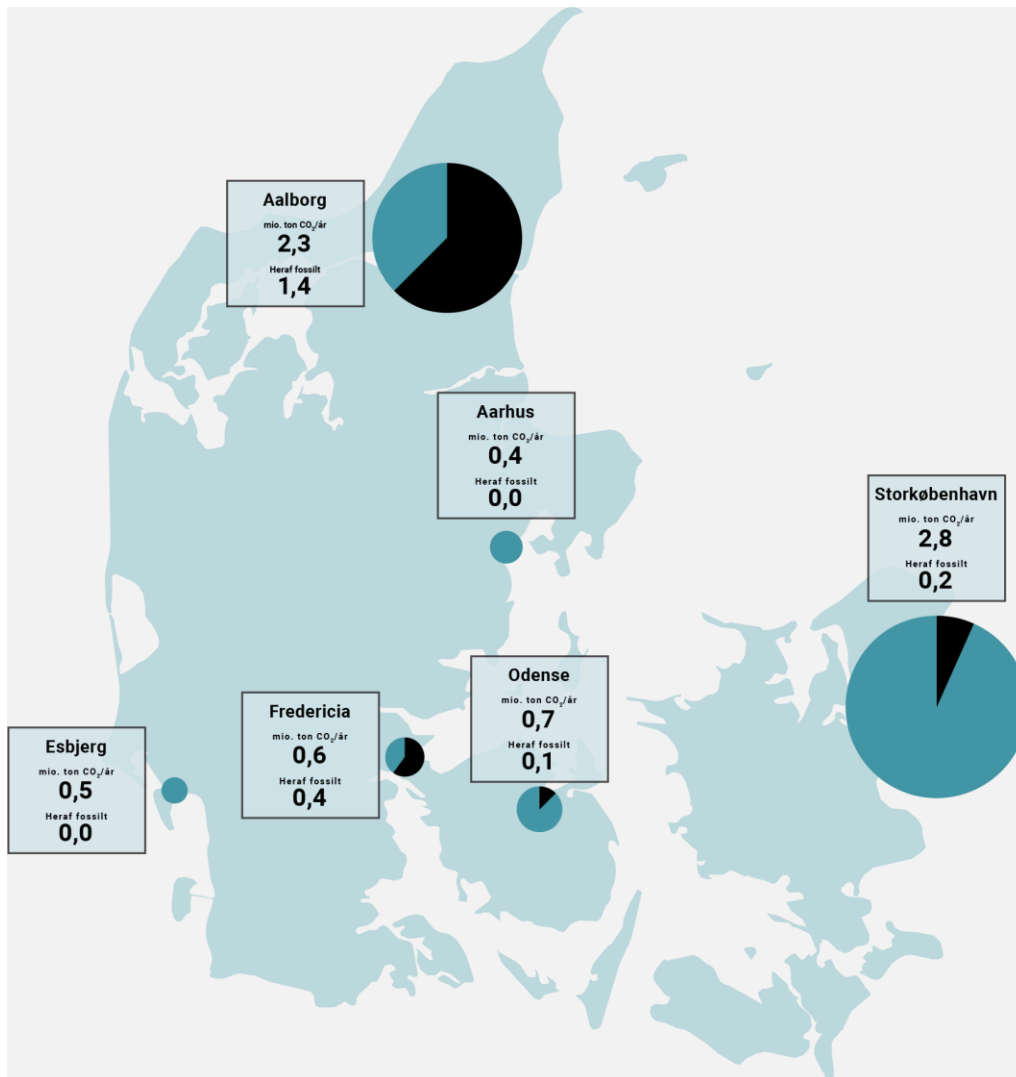 Aalborg
mio. ton CO₂/år
2,3
Heraf fossilt
1,4
Aarhus
mio. ton CO₂/år
0,4
Heraf fossilt
0,0
Storkøbenhavn
mio. ton CO₂/år
2,8
Heraf fossilt
0,2
Odense
mio. ton CO₂/år
0,7
Heraf fossilt
0,1
Fredericia
mio. ton CO₂/år
0,6
Heraf fossilt
0,4
Esbjerg
mio. ton CO₂/år
0,5
Heraf fossilt
0,0